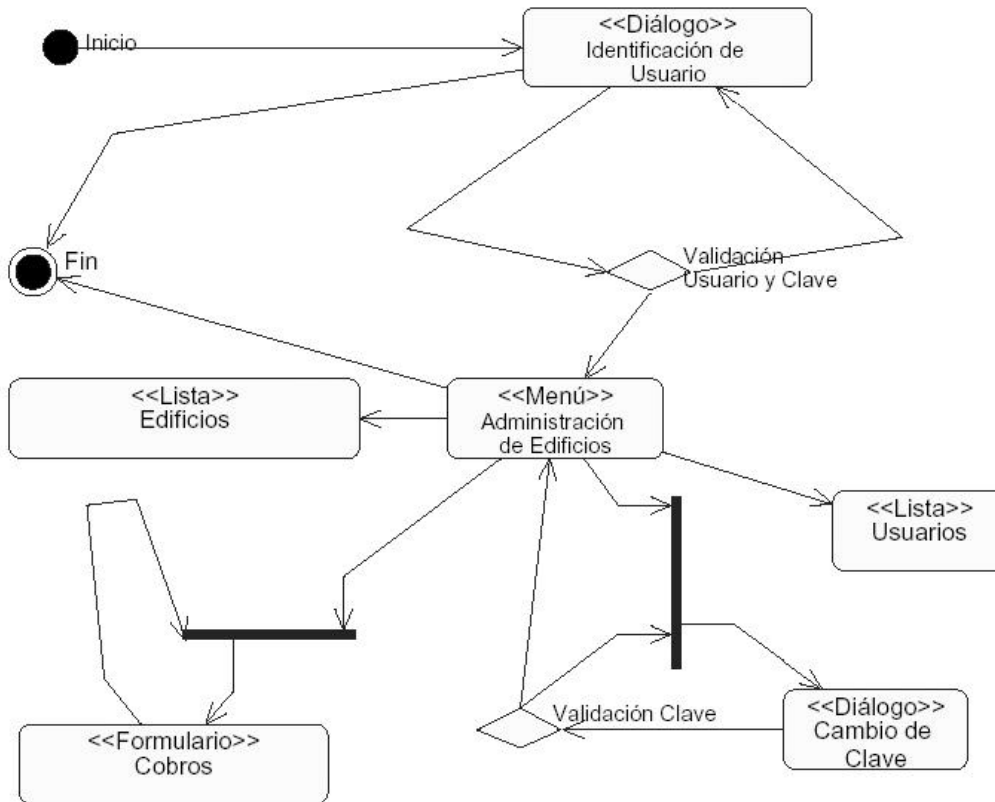 Inicio
<<Diálogo>>
Identificación de
Usuario
Fin
Validación
Usuario y Clave
<<Lista>>
Edificios
<<Menú>>
Administración
de Edificios
<<Lista>>
Usuarios
<<Formulario>>
Cobros
Validación Clave
<<Diálogo>>
Cambio de
Clave